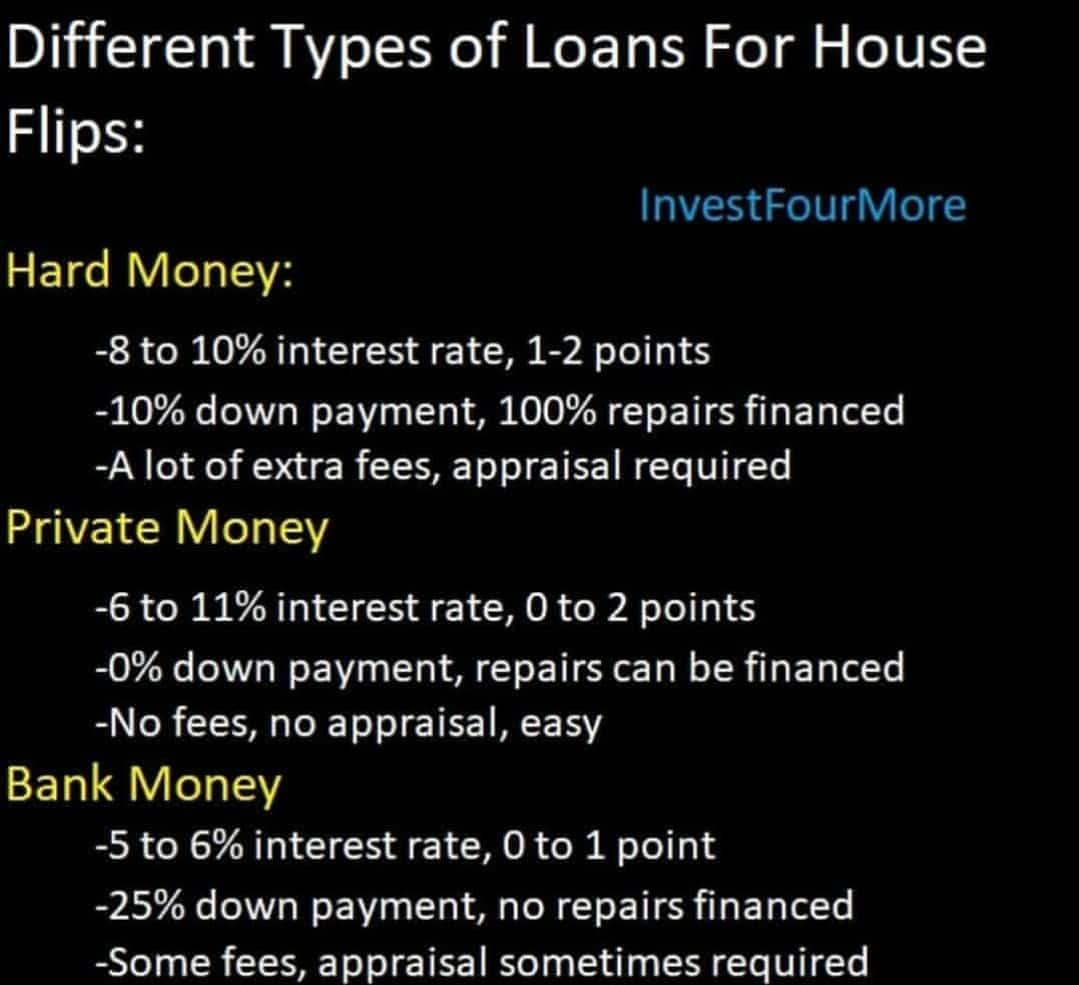 Different Types of Loans For House
Flips:
InvestFourMore
Hard Money:
-8 to 10% interest rate, 1-2 points
-10% down payment, 100% repairs financed
-A lot of extra fees, appraisal required
Private Money
-6 to 11% interest rate, 0 to 2 points
-0% down payment, repairs can be financed
-No fees, no appraisal, easy
Bank Money
-5 to 6% interest rate, 0 to 1 point
-25% down payment, no repairs financed
-Some fees, appraisal sometimes required